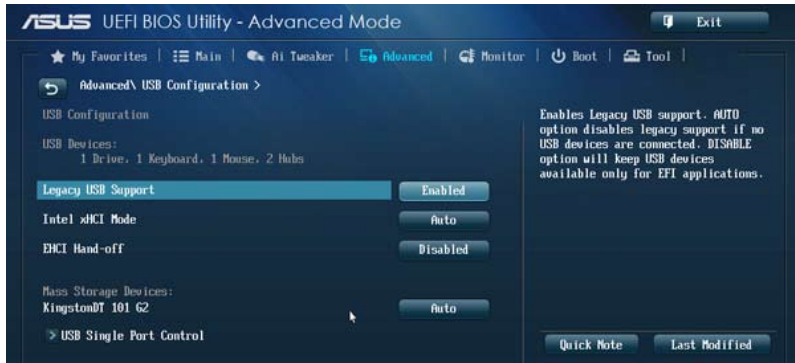 ASUS UEFI BIOS Utility - Advanced Mode
Exit
My Favorites | Main | Ai Tweaker | Advanced | Monitor | Boot | Tool |
Advanced\ USB Configuration >
USB Configuration
USB Devices:
1 Drive, 1 Keyboard, 1 Mouse, 2 Hubs
Legacy USB Support Enabled
Intel xHCI Mode Auto
EHCI Hand-off Disabled
Mass Storage Devices:
KingstonDT 101 G2 Auto
> USB Single Port Control
Enables Legacy USB support. AUTO
option disables legacy support if no
USB devices are connected. DISABLE
option will keep USB devices
available only for EFI applications.
Quick Note
Last Modified